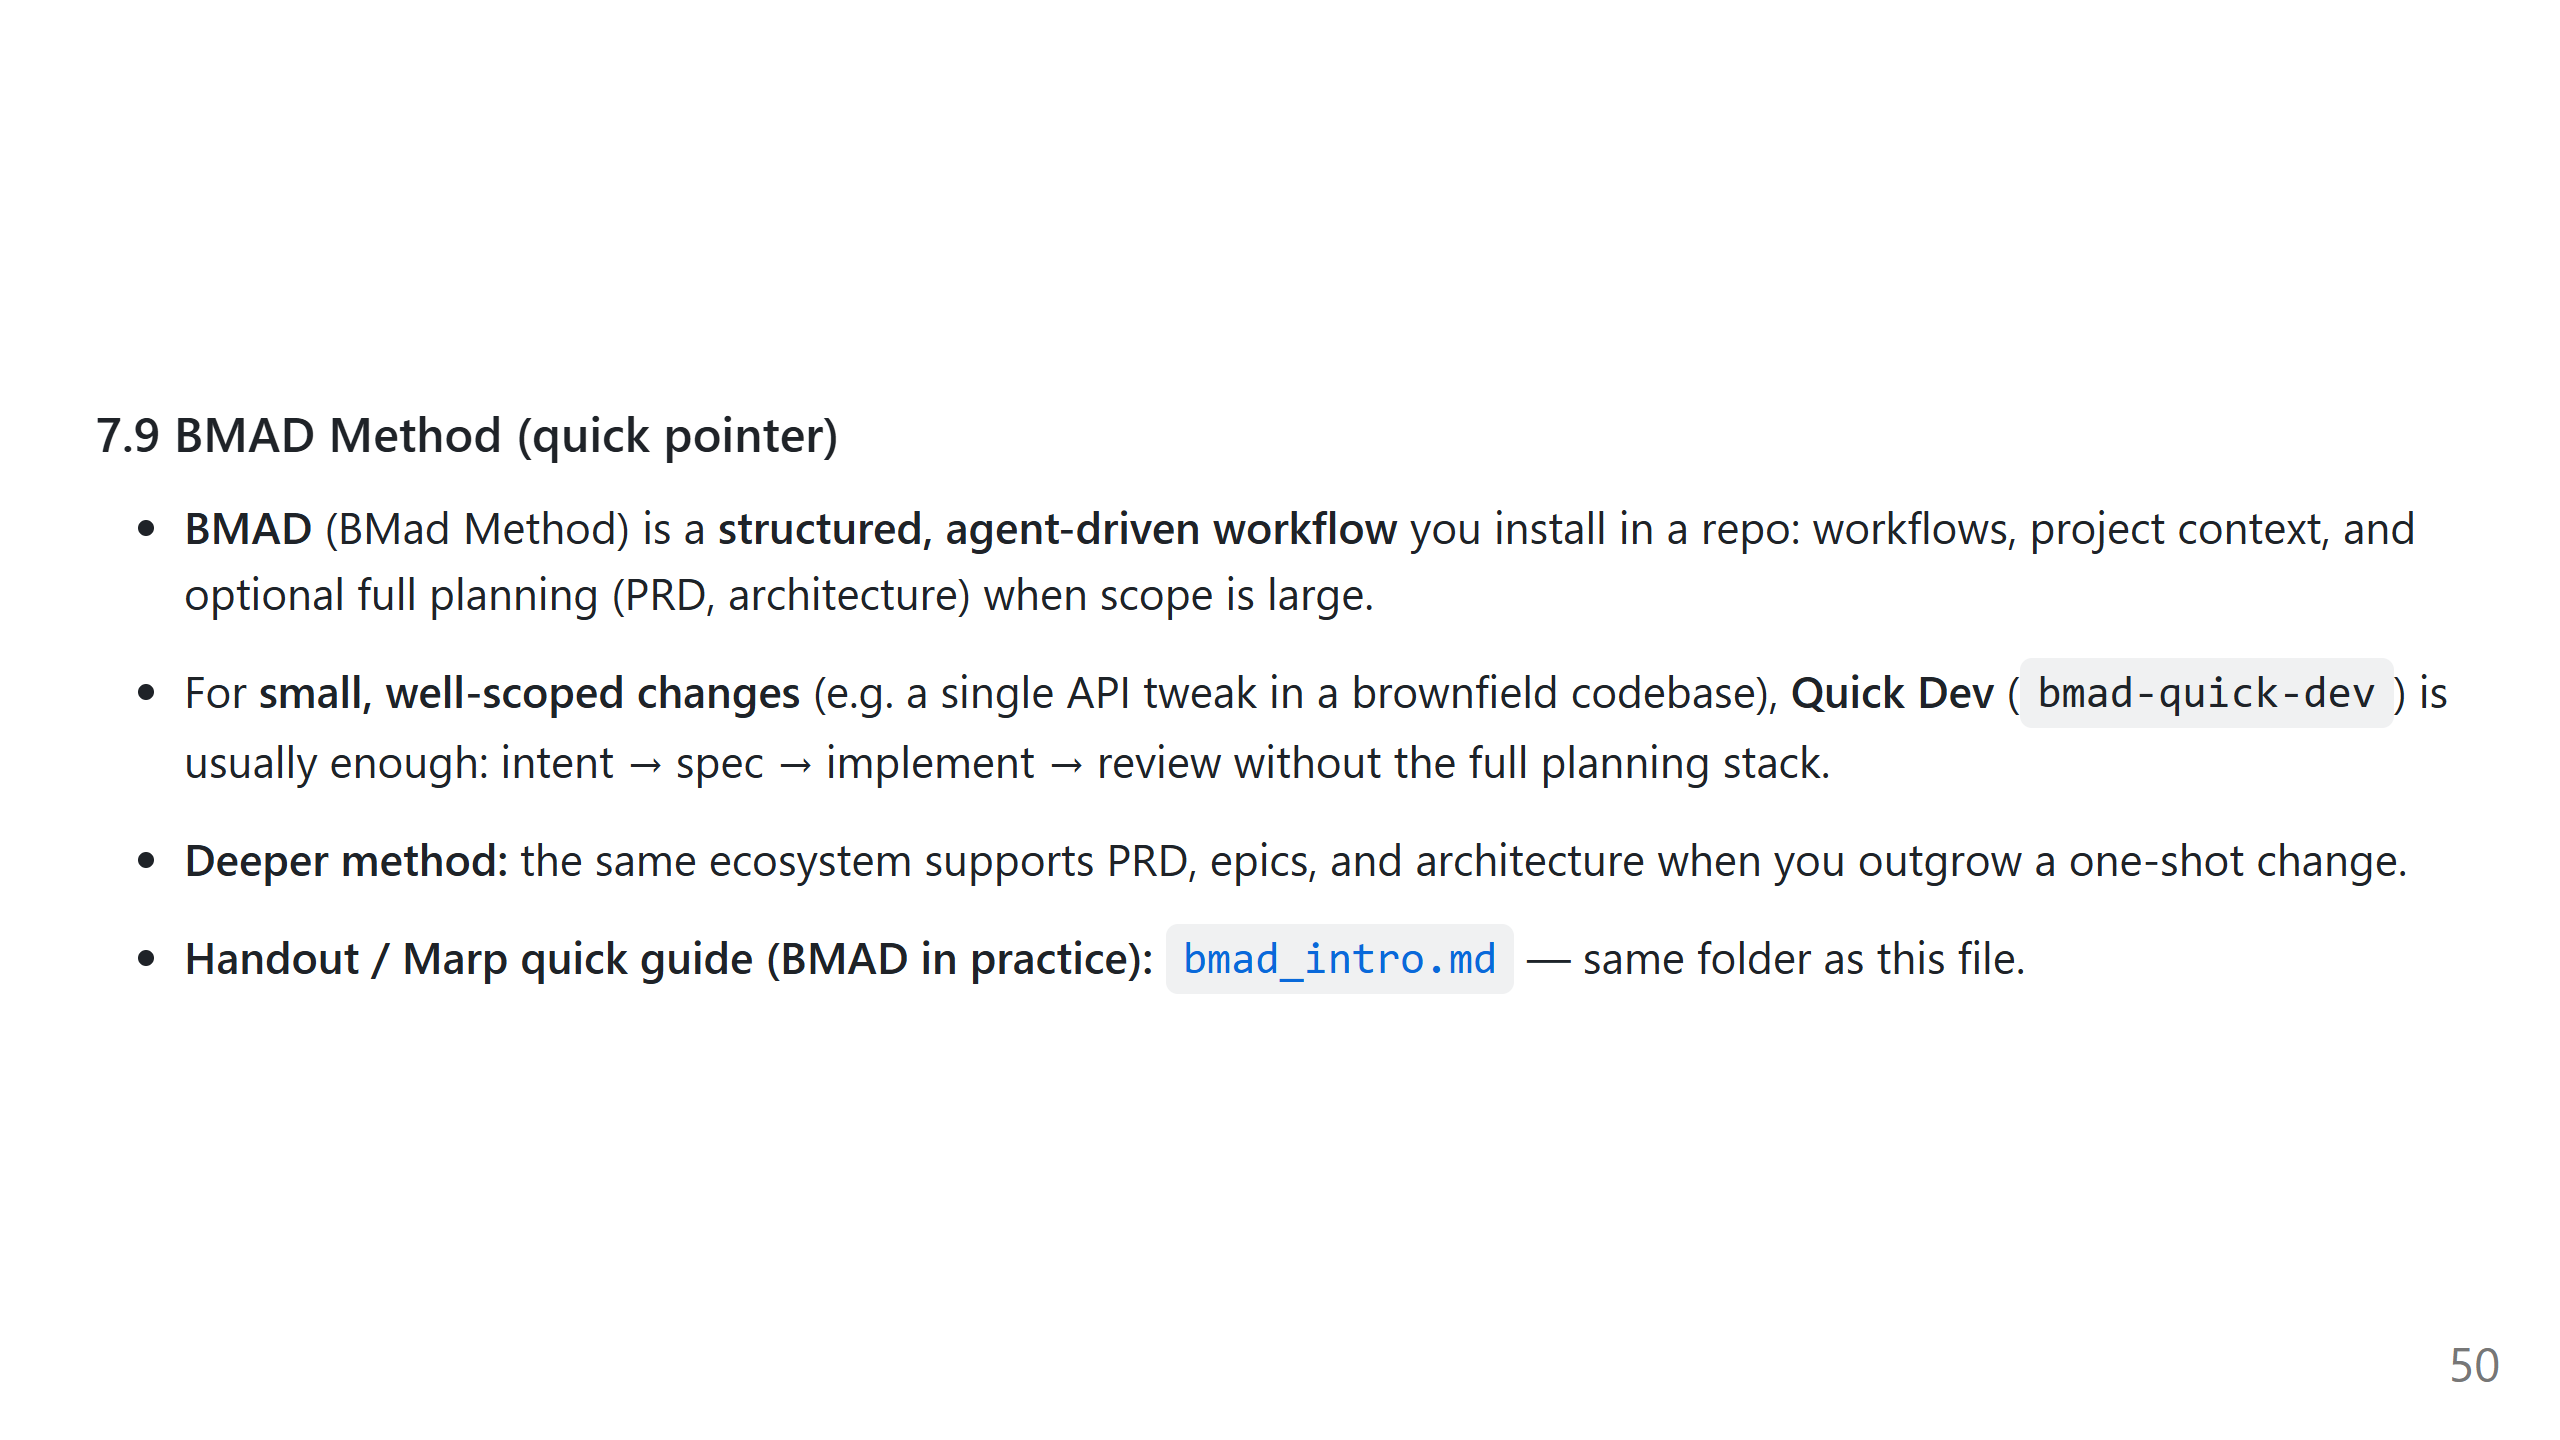 7.9 BMAD Method (quick pointer)
• BMAD (BMad Method) is a structured, agent-driven workflow you install in a repo: workflows, project context, and
optional full planning (PRD, architecture) when scope is large.
• For small, well-scoped changes (e.g. a single API tweak in a brownfield codebase), Quick Dev ( bmad-quick-dev ) is
usually enough: intent → spec → implement → review without the full planning stack.
• Deeper method: the same ecosystem supports PRD, epics, and architecture when you outgrow a one-shot change.
• Handout / Marp quick guide (BMAD in practice): bmad_intro.md — same folder as this file.
50